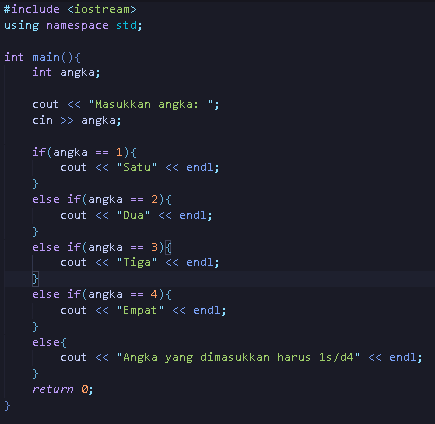 #include <iostream>
using namespace std;
int main(){
int angka;
cout << "Masukkan angka: ";
cin >> angka;
if(angka == 1){
cout << "Satu" << endl;
}
else if(angka == 2){
cout << "Dua" << endl;
}
else if(angka == 3){
cout << "Tiga" << endl;
}
else if(angka == 4){
cout << "Empat" << endl;
}
else{
cout << "Angka yang dimasukkan harus 1s/d4" << endl;
}
return 0;
}